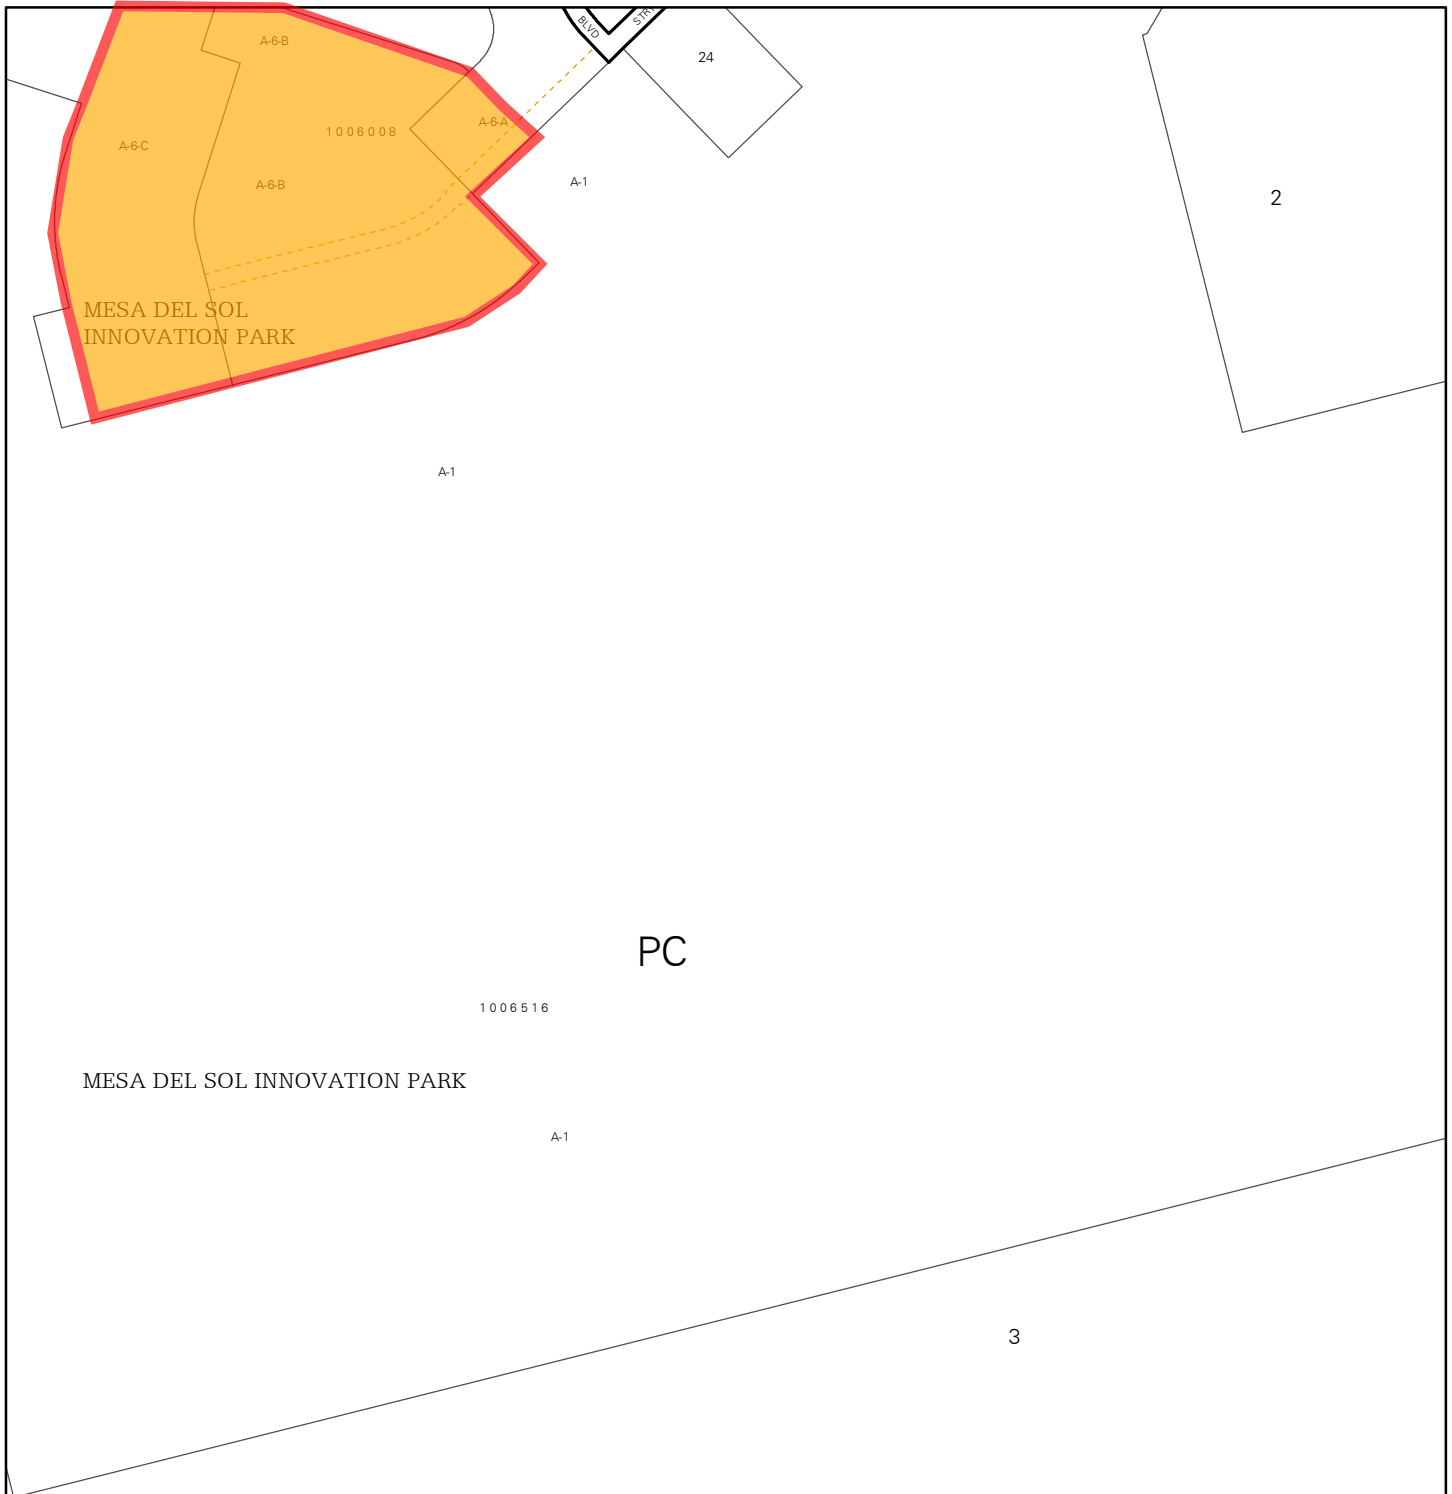 A-6-B
BLVD
24
A-6-A
1006008
A-6-C
A-1
A-6-B
2
MESA DEL SOL
INNOVATION PARK
A-1
PC
1006516
MESA DEL SOL INNOVATION PARK
A-1
3